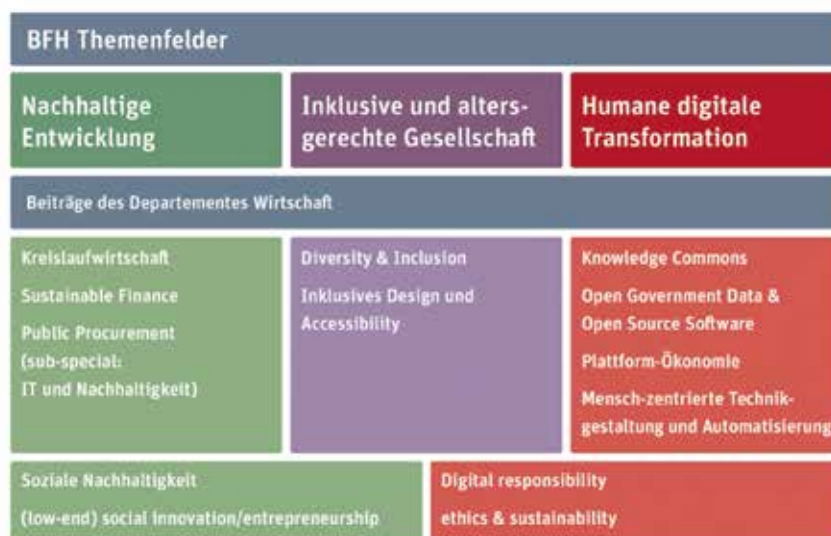 BFH Themenfelder
Nachhaltige
Entwicklung
Inklusive und alters-
gerechte Gesellschaft
Humane digitale
Transformation
Beiträge des Departementes Wirtschaft
Kreislaufwirtschaft
Sustainable Finance
Public Procurement
(sub-special:
IT und Nachhaltigkeit)
Diversity & Inclusion
Inklusives Design und
Accessibility
Knowledge Commons
Open Government Data &
Open Source Software
Plattform-Ökonomie
Mensch-zentrierte Technik-
gestaltung und Automatisierung
Soziale Nachhaltigkeit
(low-end) social innovation/entrepreneurship
Digital responsibility
ethics & sustainability